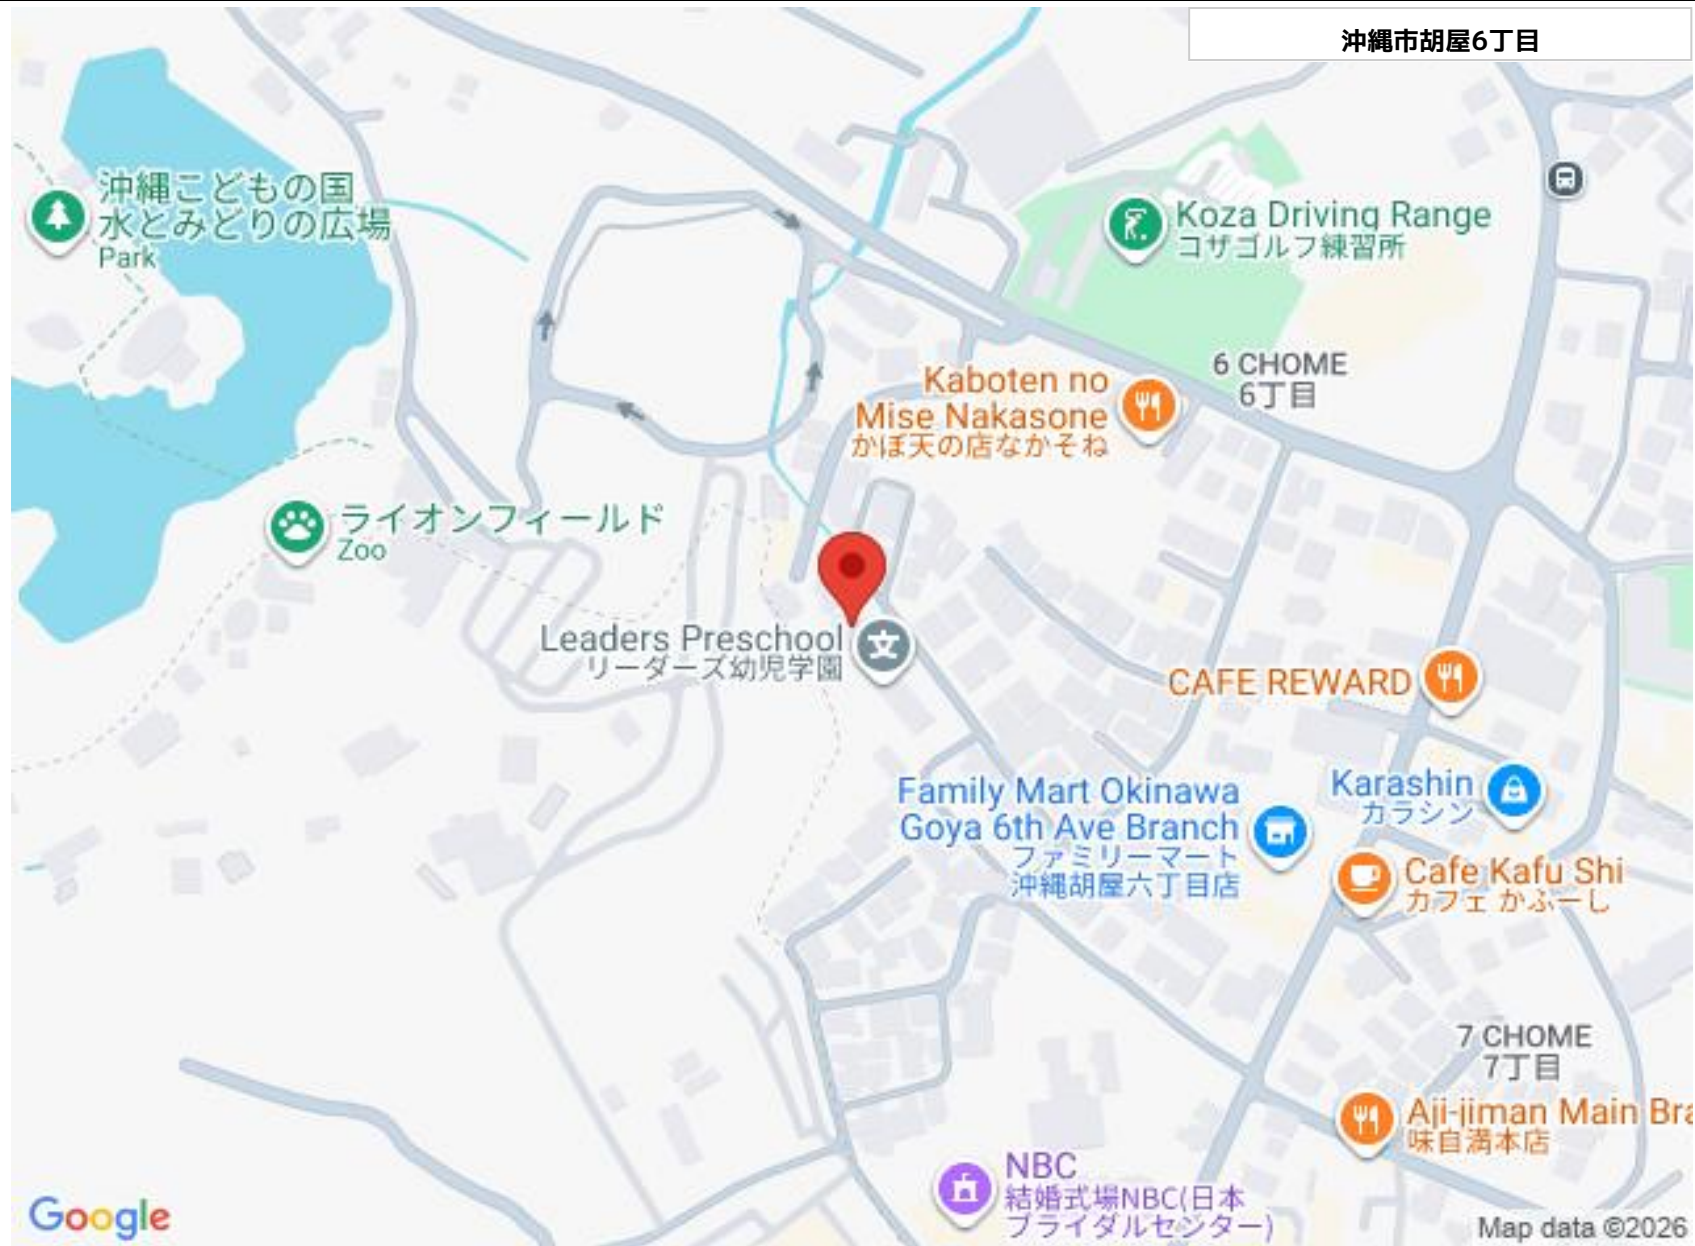 沖縄市胡屋6丁目
沖縄こどもの国
水とみどりの広場
Park
Koza Driving Range
コザゴルフ練習所
6 CHOME
6丁目
Kaboten no
Mise Nakasone
かぼ天の店なかそね
ライオンフィールド
Zoo
Leaders Preschool
リーダーズ幼児学園
CAFE REWARD
Family Mart Okinawa
Goya 6th Ave Branch
ファミリーマート
沖縄胡屋六丁目店
Karashin
カラシン
Cafe Kafu Shi
カフェ かふーし
7 CHOME
7丁目
Aji-jiman Main Bra
味自満本店
NBC
結婚式場NBC(日本
ブライダルセンター)
Google
Map data ©2026
文